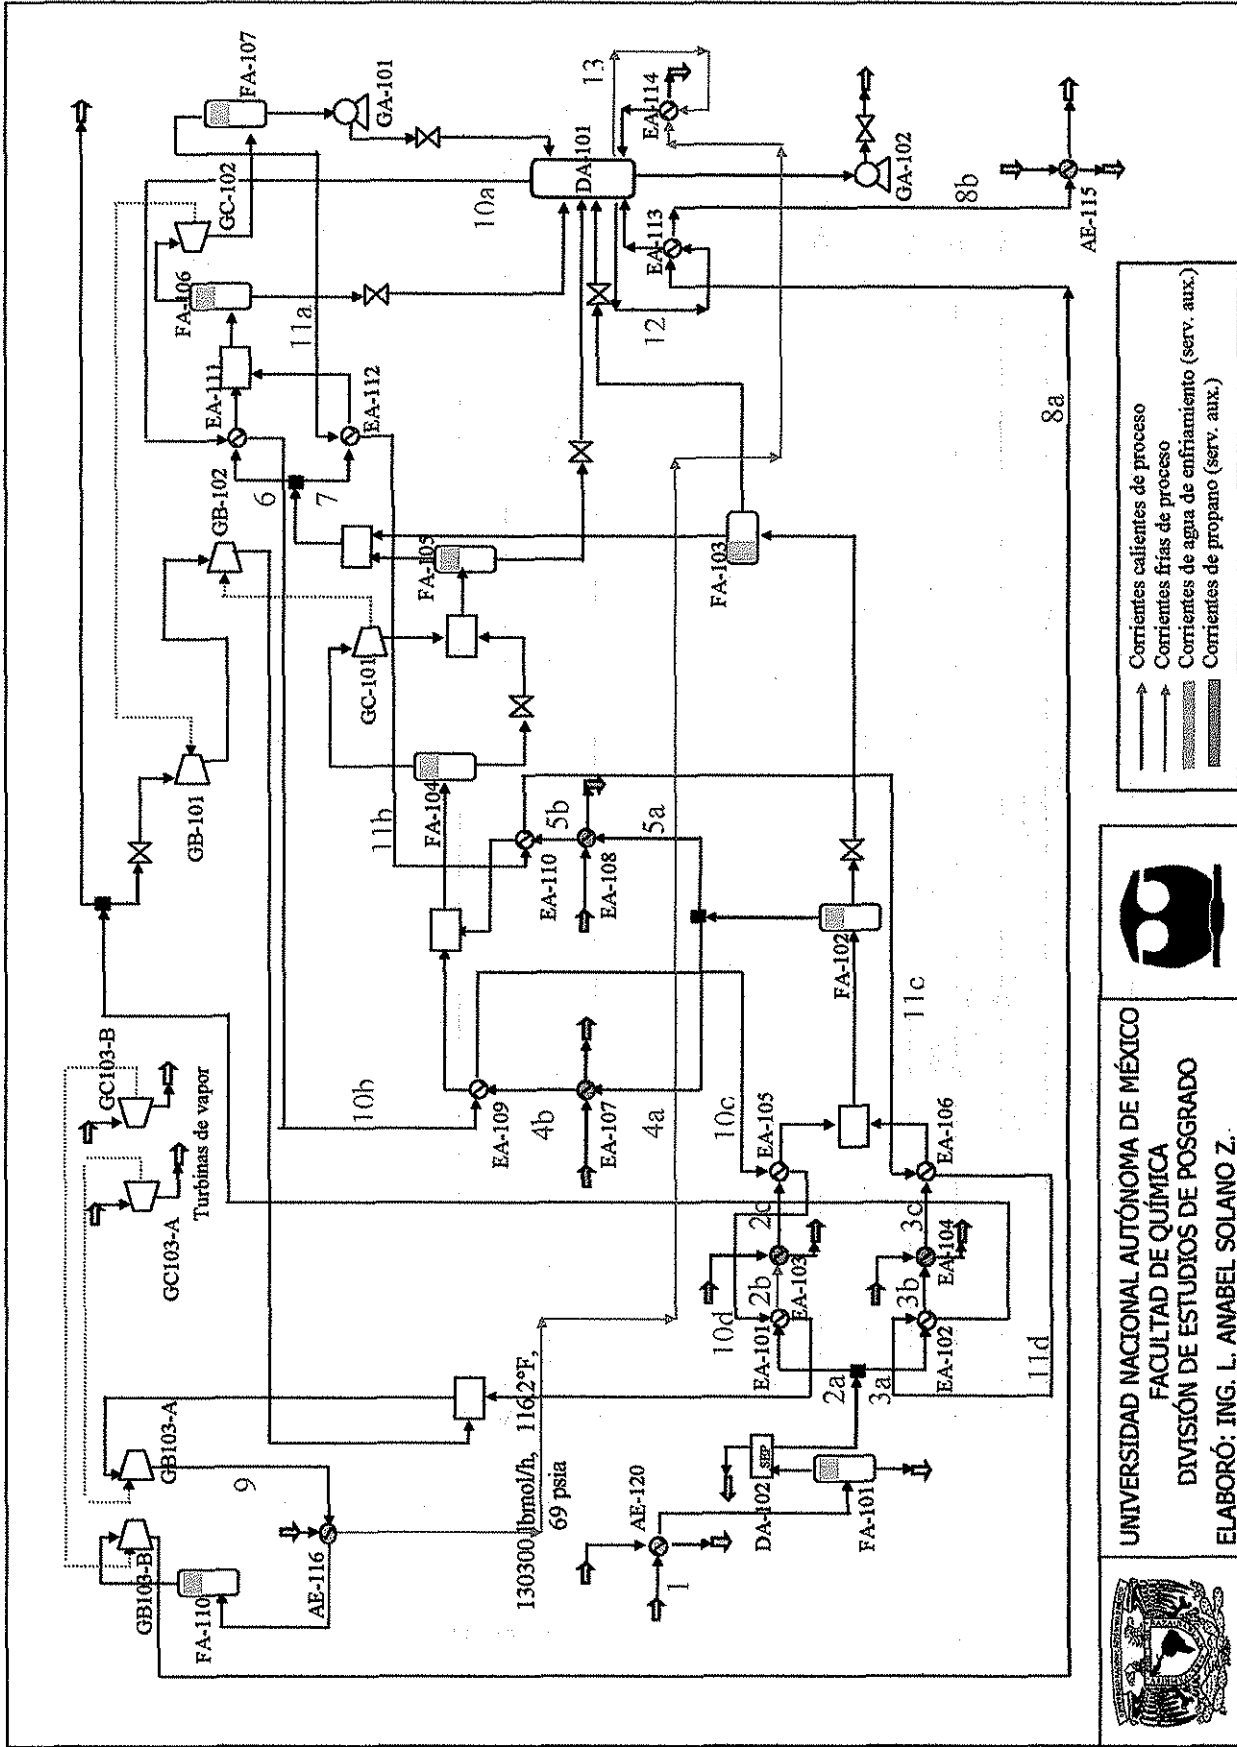 FA-107
GA-101
GC-102
FA-106
11a
EA-111
EA-112
6
7
GB-102
GB-101
10a
DA-101
13
EA-114
EA-113
12
GA-102
8b
AE-115
8a
FA-105
FA-103
GC-101
FA-104
11b
5b
5a
EA-110
EA-108
FA-102
11c
10b
EA-109
4b
EA-107
4a
10c
EA-105
EA-106
2c
3c
EA-103
EA-104
2b
3b
10d
EA-101
EA-102
2a
3a
11d
GC103-B
GC103-A
Turbinas de vapor
GB103-A
GB103-B
9
FA-110
AE-116
130300 lbmol/h, 116.2°F,
69 psia
AE-120
1
DA-102
SEP
FA-101
Corrientes calientes de proceso
Corrientes frías de proceso
Corrientes de agua de enfriamiento (serv. aux.)
Corrientes de propano (serv. aux.)
UNIVERSIDAD NACIONAL AUTÓNOMA DE MÉXICO
FACULTAD DE QUÍMICA
DIVISIÓN DE ESTUDIOS DE POSGRADO
ELABORÓ: ING. L. ANABEL SOLANO Z.